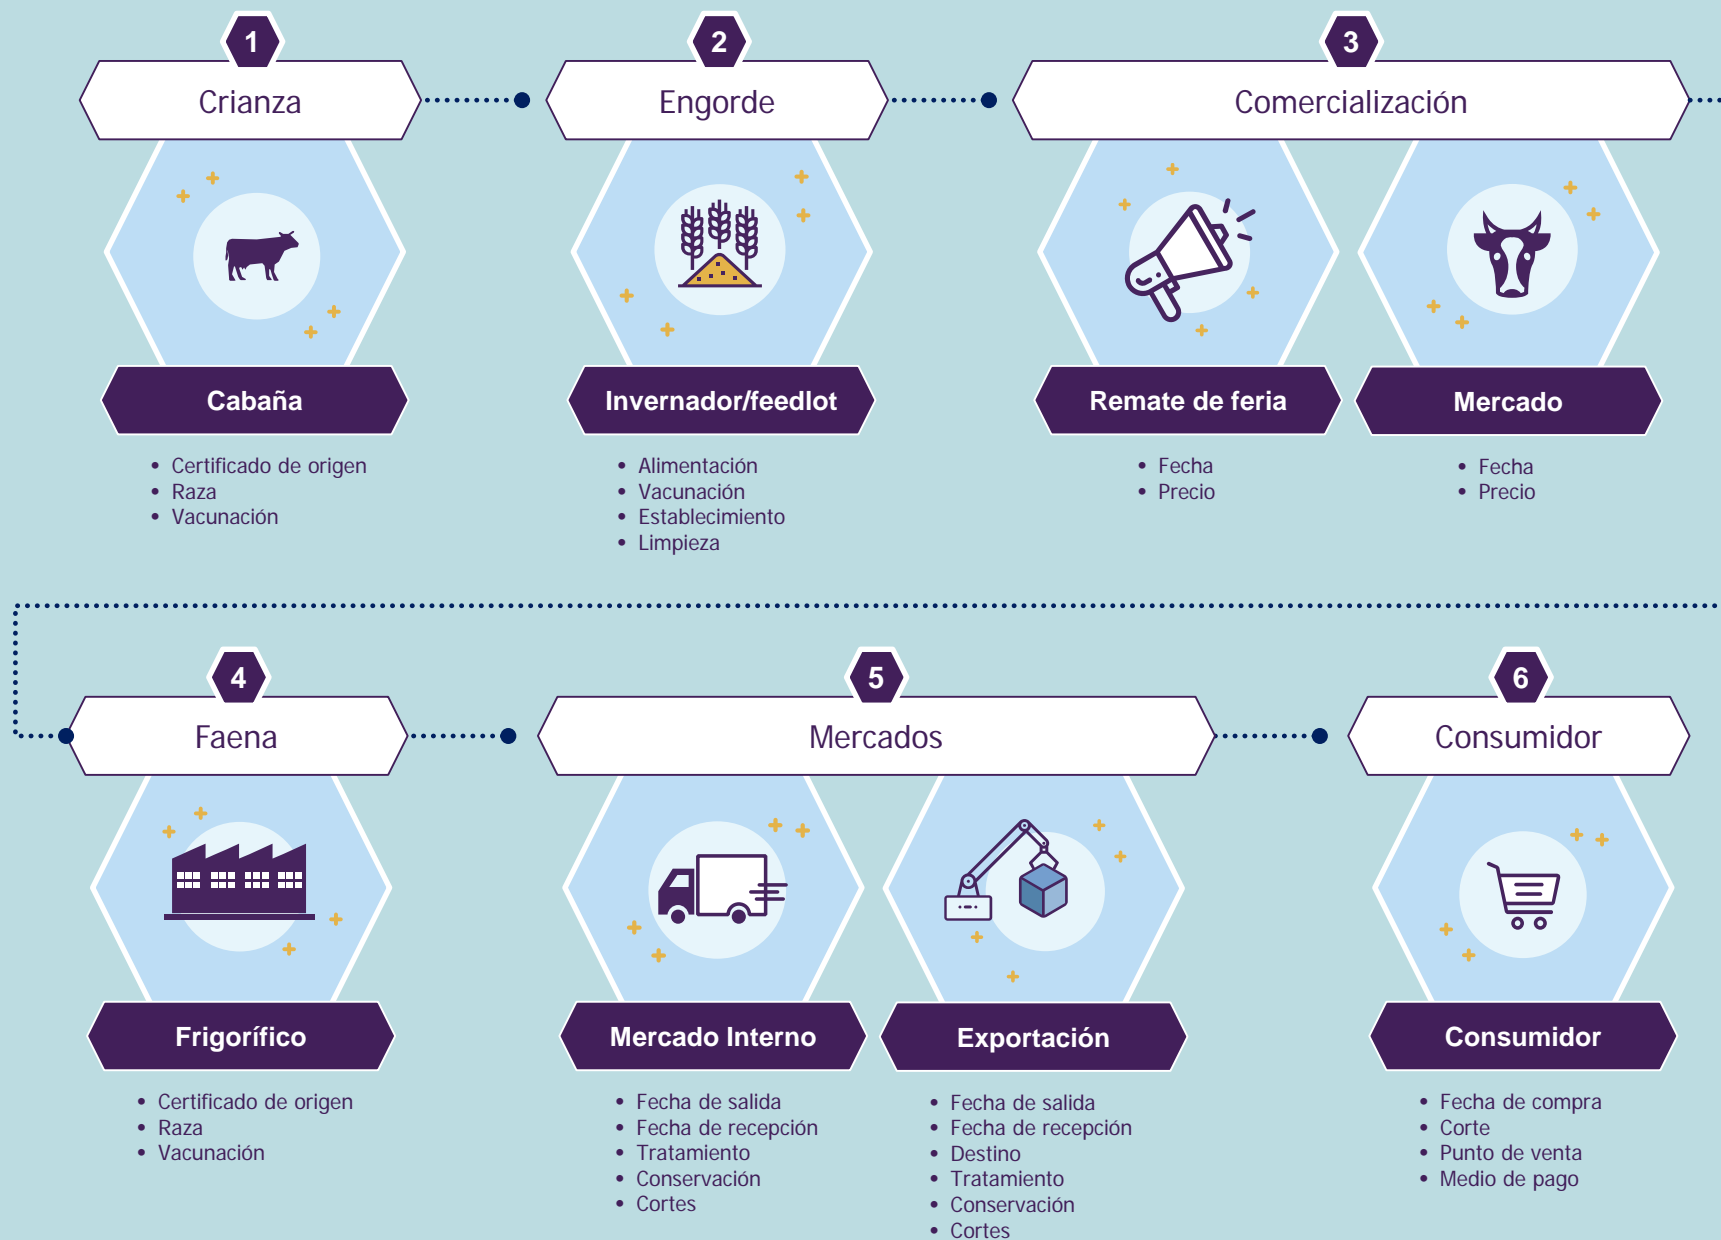 1
Crianza
Cabaña
• Certificado de origen
• Raza
• Vacunación
2
Engorde
Invernador/feedlot
• Alimentación
• Vacunación
• Establecimiento
• Limpieza
3
Comercialización
Remate de feria
• Fecha
• Precio
Mercado
• Fecha
• Precio
4
Faena
Frigorífico
• Certificado de origen
• Raza
• Vacunación
5
Mercados
Mercado Interno
• Fecha de salida
• Fecha de recepción
• Tratamiento
• Conservación
• Cortes
Exportación
• Fecha de salida
• Fecha de recepción
• Destino
• Tratamiento
• Conservación
• Cortes
6
Consumidor
Consumidor
• Fecha de compra
• Corte
• Punto de venta
• Medio de pago